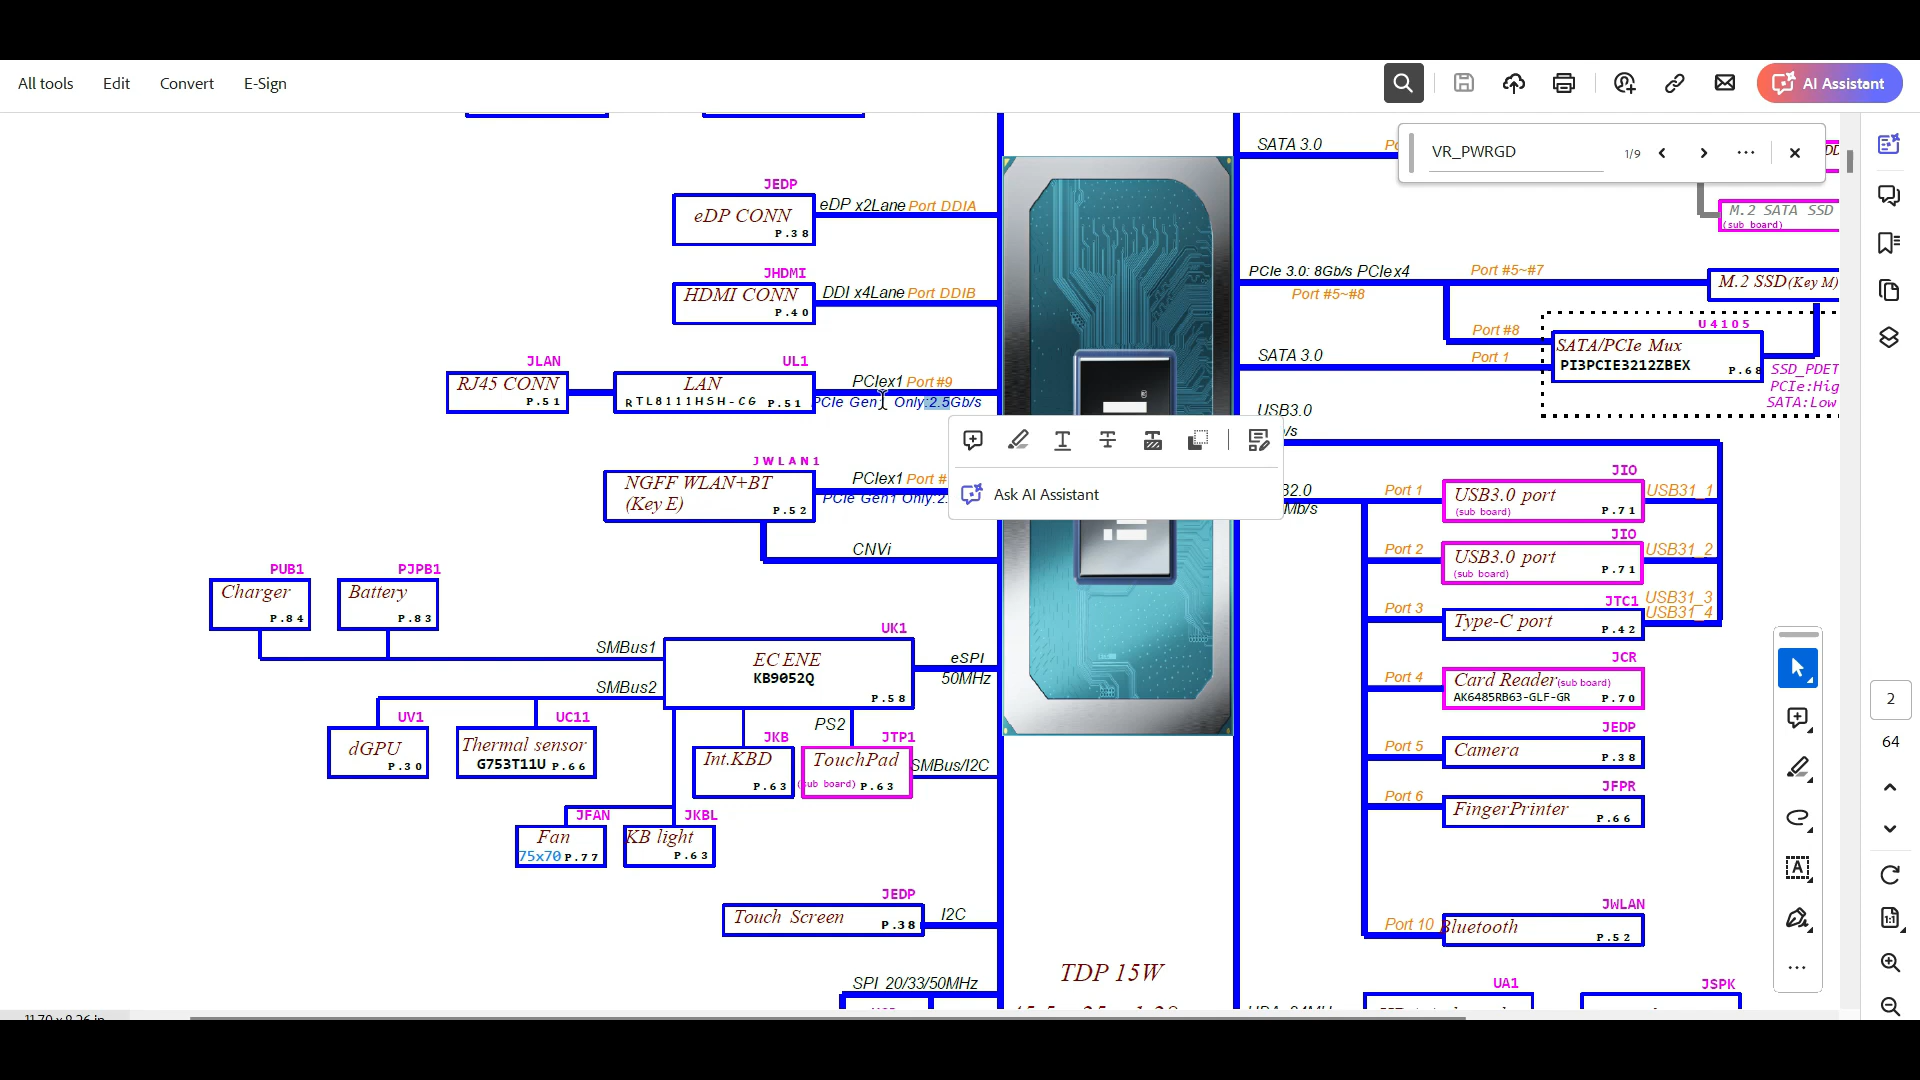 All tools Edit Convert E-Sign AI Assistant
VR_PWRGD 1/9
SATA 3.0
JEDP
eDP CONN
P.38
eDP x2Lane Port DDIA
M.2 SATA SSD
(sub board)
JHDMI
HDMI CONN
P.40
DDI x4Lane Port DDIB
PCIe 3.0: 8Gb/s PCIex4 Port #5~#7
Port #5~#8
M.2 SSD(Key M)
U4105
Port #8
SATA/PCIe Mux
PI3PCIE3212ZBEX
P.68
SATA 3.0 Port 1
SSD_PDET
PCIe:Hig
SATA:Low
JLAN
RJ45 CONN
P.51
UL1
LAN
RTL8111HSH-CG P.51
PCIex1 Port #9
PCIe Gen1 Only:2.5Gb/s
USB3.0
Ask AI Assistant
JWLAN1
NGFF WLAN+BT
(Key E)
P.52
PCIex1 Port #
PCIe Gen1 Only:2.
CNVi
JIO
Port 1
USB3.0 port
(sub board) P.71
USB31_1
JIO
Port 2
USB3.0 port
(sub board) P.71
USB31_2
JTC1
Port 3
Type-C port
P.42
USB31_3
USB31_4
PUB1
Charger
P.84
PJPB1
Battery
P.83
SMBus1
SMBus2
UK1
EC ENE
KB9052Q
P.58
eSPI
50MHz
JCR
Port 4
Card Reader(sub board)
AK6485RB63-GLF-GR P.70
UV1
dGPU
P.30
UC11
Thermal sensor
G753T11U P.66
PS2
JKB
Int.KBD
P.63
JTP1
TouchPad
(sub board) P.63
SMBus/I2C
JEDP
Port 5
Camera
P.38
JFPR
Port 6
FingerPrinter
P.66
JFAN
Fan
75x70 P.77
JKBL
KB light
P.63
JEDP
Touch Screen
P.38
I2C
JWLAN
Port 10
Bluetooth
P.52
TDP 15W
SPI 20/33/50MHz
UA1
JSPK
2
64